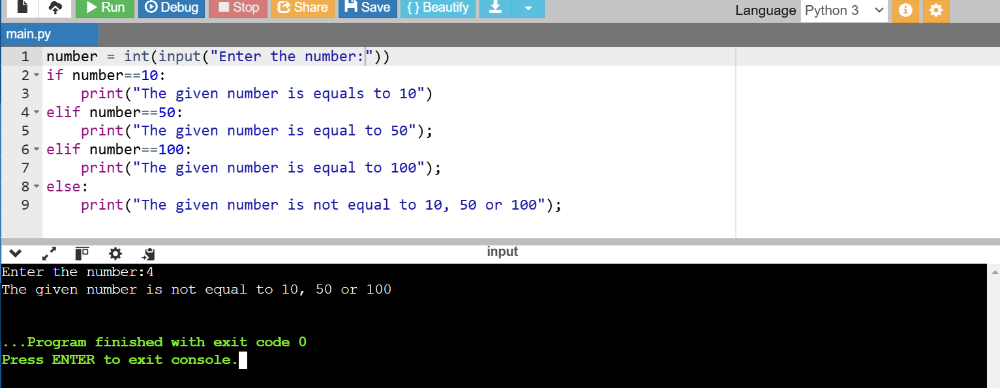 Run Debug Stop Share Save { } Beautify
Language Python 3
main.py
1 number = int(input("Enter the number:"))
2 if number==10:
3     print("The given number is equals to 10")
4 elif number==50:
5     print("The given number is equal to 50");
6 elif number==100:
7     print("The given number is equal to 100");
8 else:
9     print("The given number is not equal to 10, 50 or 100");
input
Enter the number:4
The given number is not equal to 10, 50 or 100
...Program finished with exit code 0
Press ENTER to exit console.